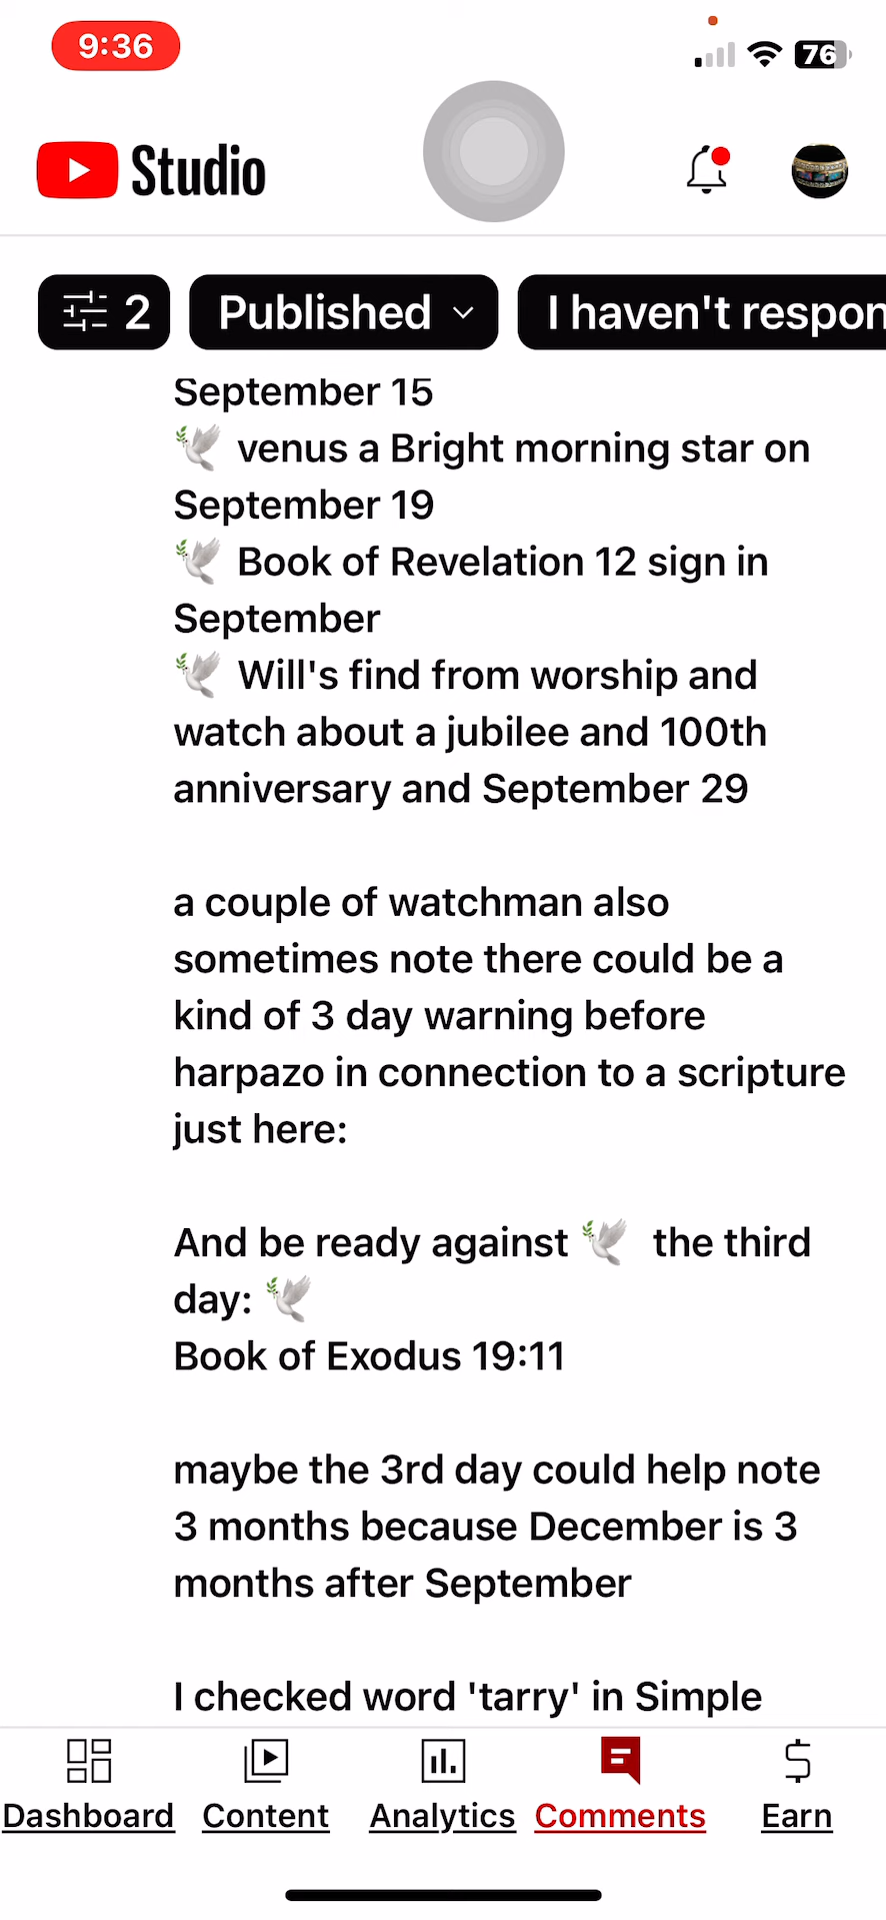 9:36
76
Studio
2
Published
I haven't respon
September 15
🕊️ venus a Bright morning star on
September 19
🕊️ Book of Revelation 12 sign in
September
🕊️ Will's find from worship and
watch about a jubilee and 100th
anniversary and September 29
a couple of watchman also
sometimes note there could be a
kind of 3 day warning before
harpazo in connection to a scripture
just here:
And be ready against 🕊️ the third
day: 🕊️
Book of Exodus 19:11
maybe the 3rd day could help note
3 months because December is 3
months after September
I checked word 'tarry' in Simple
Dashboard
Content
Analytics
Comments
Earn